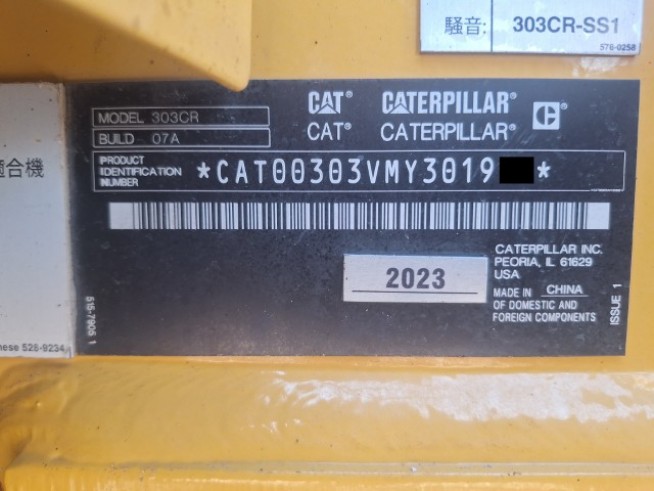 騒音: 303CR-SS1
576-0258
適合機
CAT® CATERPILLAR® C®
MODEL 303CR
BUILD 07A
CAT® CATERPILLAR®
PRODUCT
IDENTIFICATION
NUMBER
*CAT00303VMY3019 *
CATERPILLAR INC.
PEORIA, IL 61629
USA
2023
MADE IN CHINA
OF DOMESTIC AND
FOREIGN COMPONENTS
ISSUE 1
515-7906 1
nese 526-9234